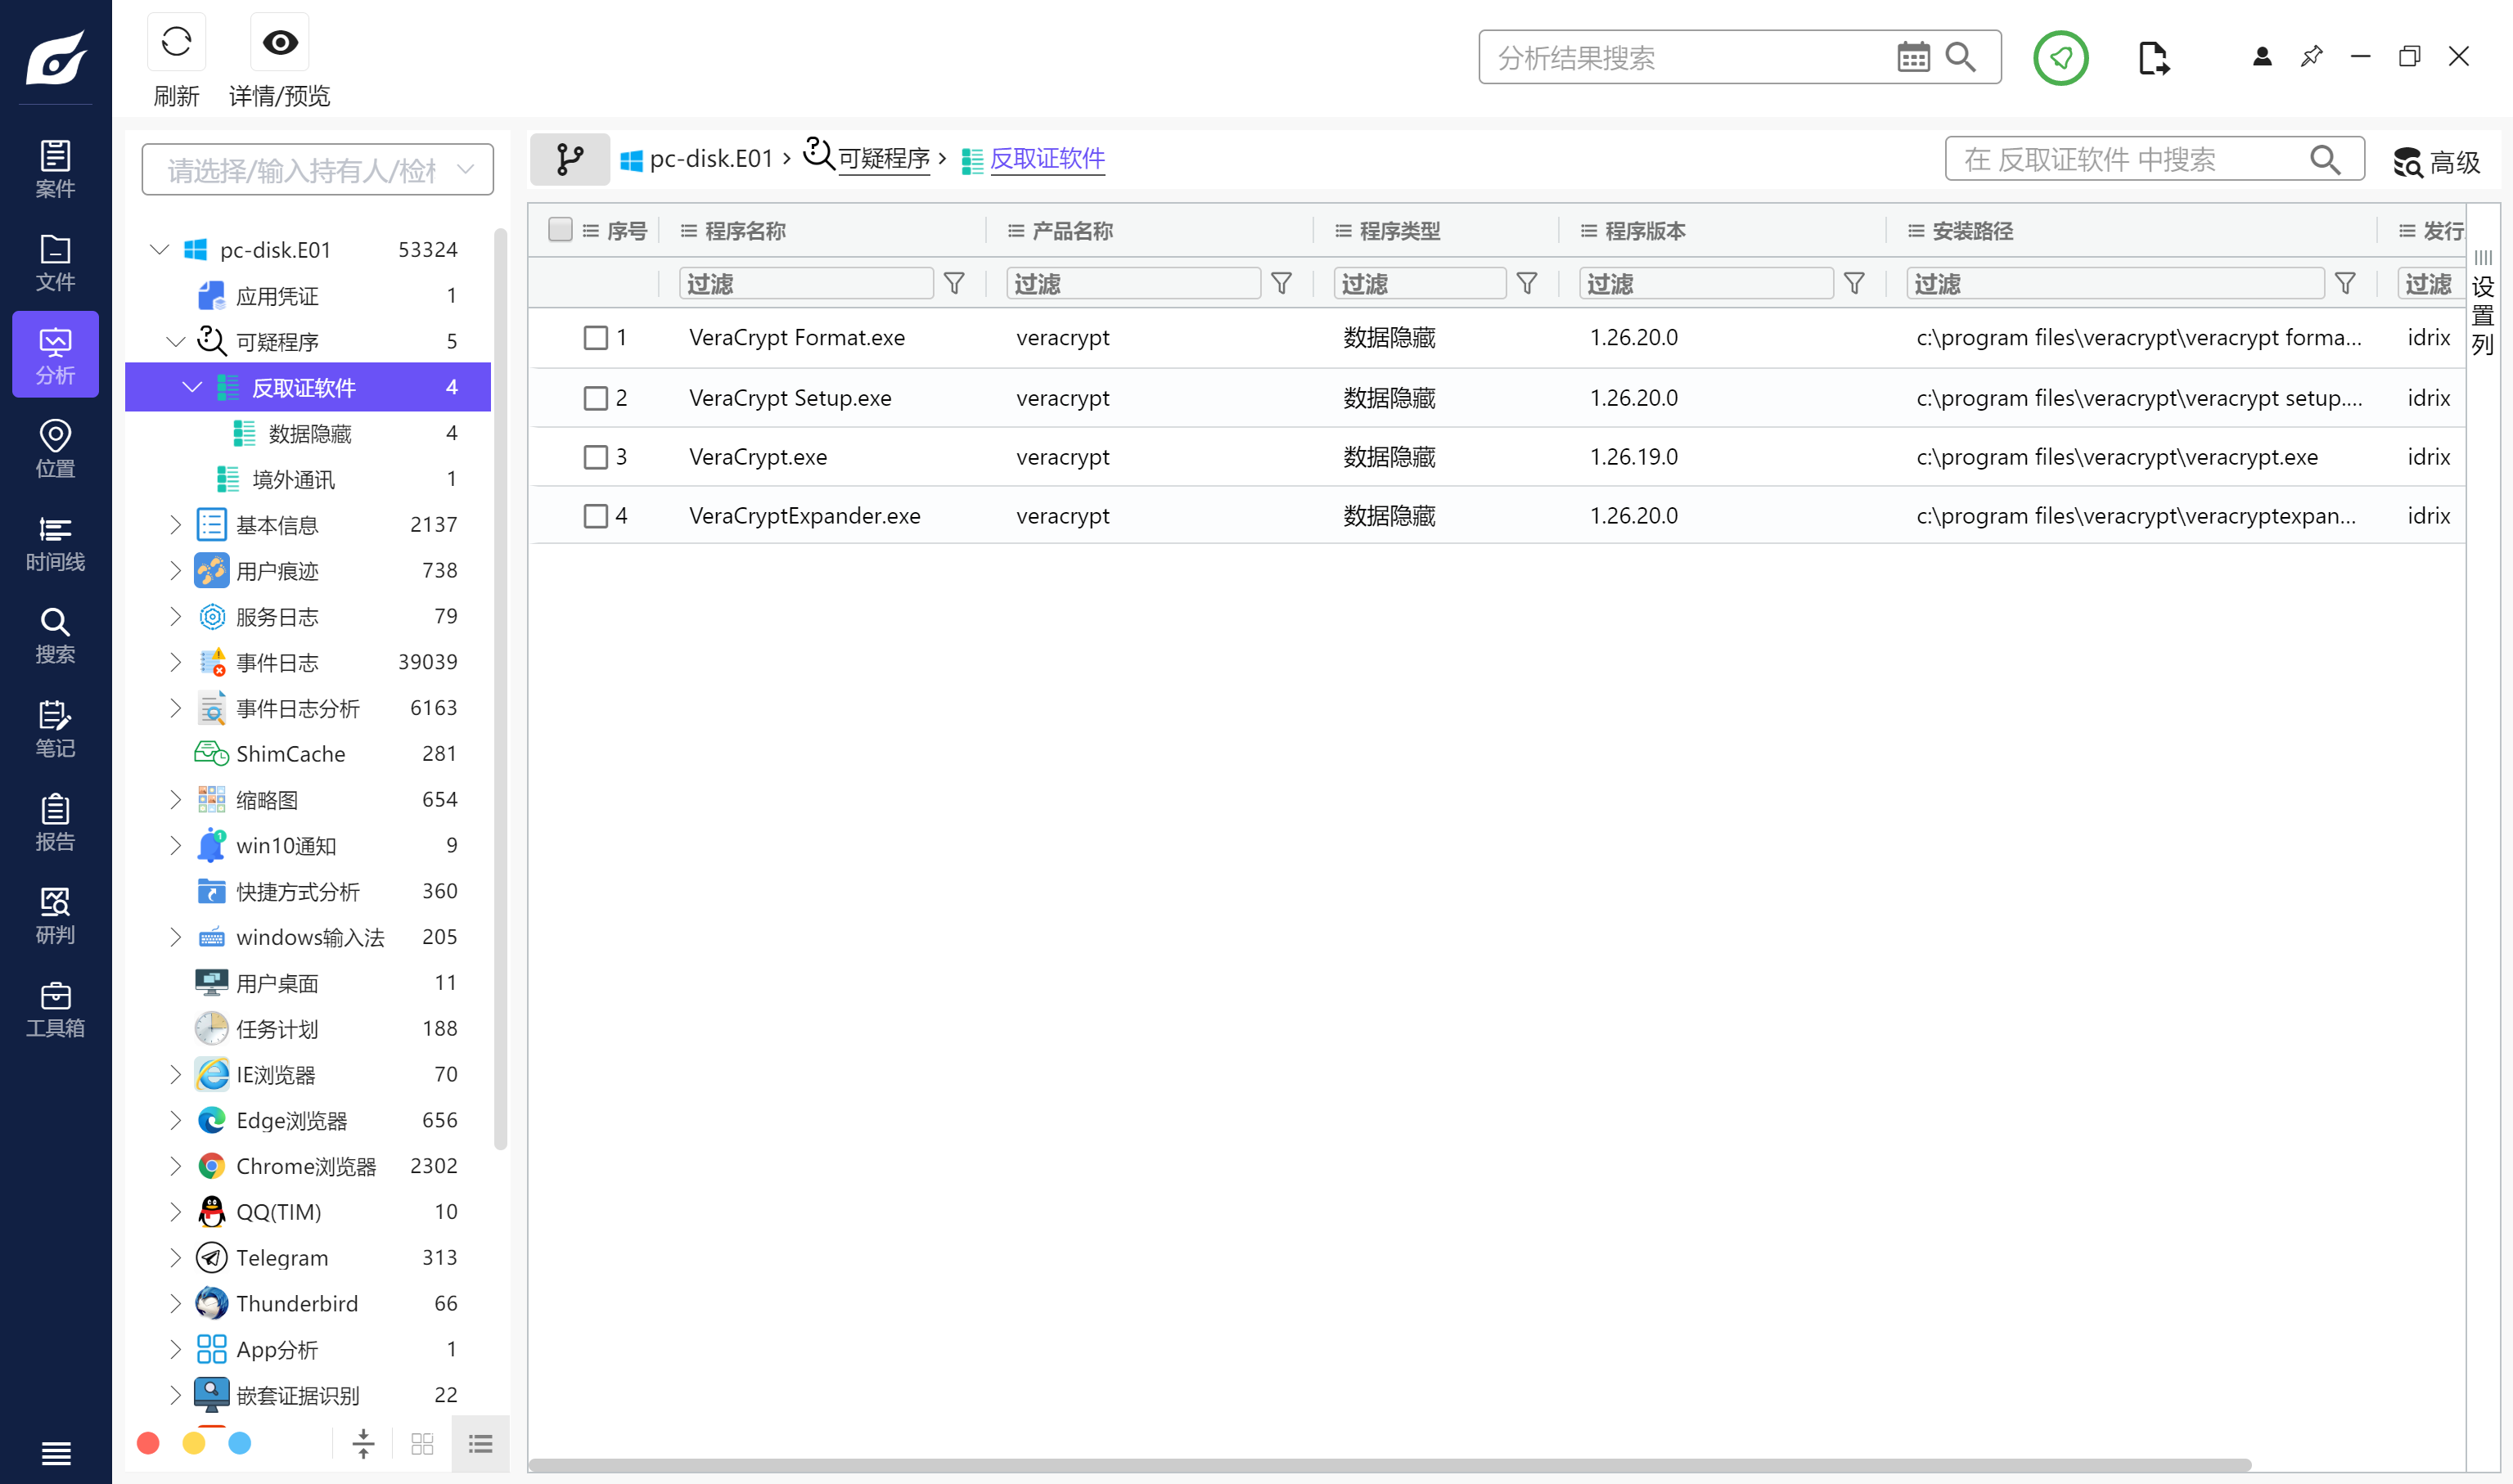 刷新
详情/预览
分析结果搜索
案件
文件
分析
位置
时间线
搜索
笔记
报告
研判
工具箱
请选择/输入持有人/检材
pc-disk.E01 53324
应用凭证 1
可疑程序 5
反取证软件 4
数据隐藏 4
境外通讯 1
基本信息 2137
用户痕迹 738
服务日志 79
事件日志 39039
事件日志分析 6163
ShimCache 281
缩略图 654
win10通知 9
快捷方式分析 360
windows输入法 205
用户桌面 11
任务计划 188
IE浏览器 70
Edge浏览器 656
Chrome浏览器 2302
QQ(TIM) 10
Telegram 313
Thunderbird 66
App分析 1
嵌套证据识别 22
pc-disk.E01 › 可疑程序 › 反取证软件
在 反取证软件 中搜索
高级
序号 程序名称 产品名称 程序类型 程序版本 安装路径 发行
过滤 过滤 过滤 过滤 过滤 过滤
1 VeraCrypt Format.exe veracrypt 数据隐藏 1.26.20.0 c:\program files\veracrypt\veracrypt forma... idrix
2 VeraCrypt Setup.exe veracrypt 数据隐藏 1.26.20.0 c:\program files\veracrypt\veracrypt setup.... idrix
3 VeraCrypt.exe veracrypt 数据隐藏 1.26.19.0 c:\program files\veracrypt\veracrypt.exe idrix
4 VeraCryptExpander.exe veracrypt 数据隐藏 1.26.20.0 c:\program files\veracrypt\veracryptexpan... idrix
设置列